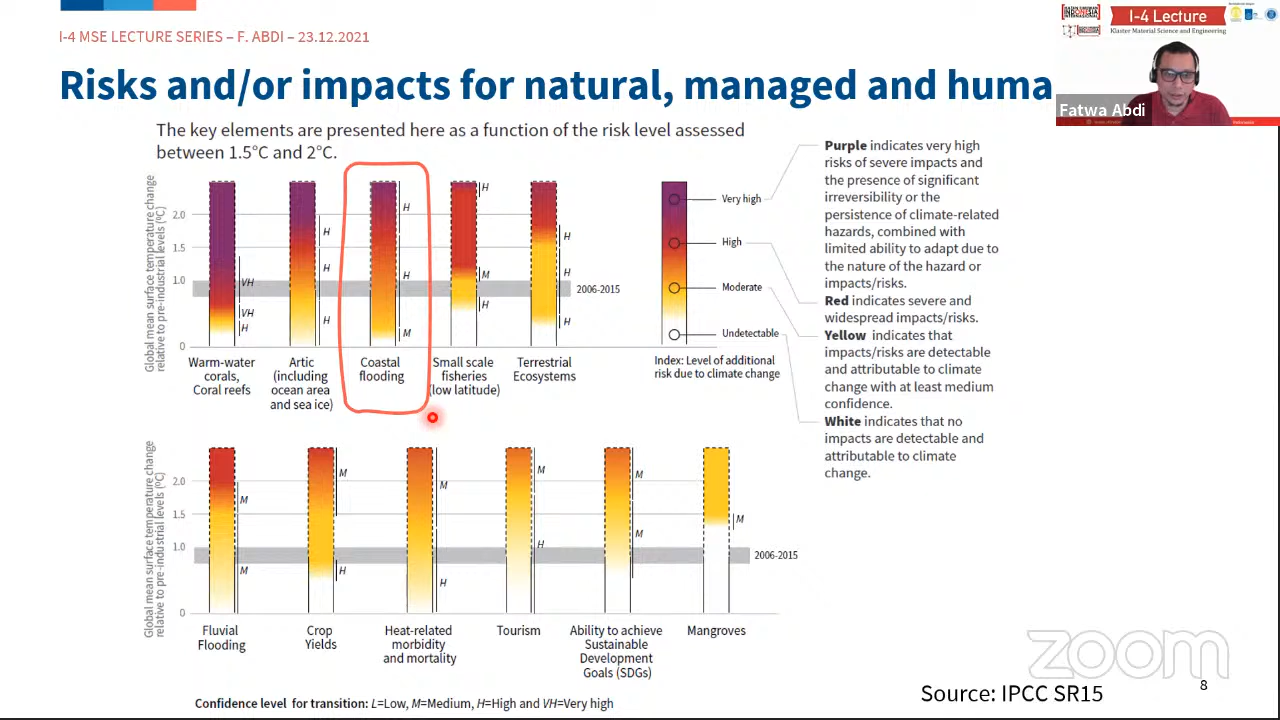 I-4 MSE LECTURE SERIES – F. ABDI – 23.12.2021
I-4 Lecture
Klaster Material Science and Engineering
Fatwa Abdi
Risks and/or impacts for natural, managed and huma
The key elements are presented here as a function of the risk level assessed
between 1.5°C and 2°C.
Global mean surface temperature change
relative to pre-industrial levels (°C)
2.0
1.5
1.0
0
VH
VH
H
H
H
H
H
H
M
H
M
H
H
H
H
2006-2015
Warm-water
corals,
Coral reefs
Artic
(including
ocean area
and sea ice)
Coastal
flooding
Small scale
fisheries
(low latitude)
Terrestrial
Ecosystems
Very high
High
Moderate
Undetectable
Index: Level of additional
risk due to climate change
Purple indicates very high
risks of severe impacts and
the presence of significant
irreversibility or the
persistence of climate-related
hazards, combined with
limited ability to adapt due to
the nature of the hazard or
impacts/risks.
Red indicates severe and
widespread impacts/risks.
Yellow indicates that
impacts/risks are detectable
and attributable to climate
change with at least medium
confidence.
White indicates that no
impacts are detectable and
attributable to climate
change.
Global mean surface temperature change
relative to pre-industrial levels (°C)
2.0
1.5
1.0
0
M
M
M
H
M
H
M
H
M
M
M
2006-2015
Fluvial
Flooding
Crop
Yields
Heat-related
morbidity
and mortality
Tourism
Ability to achieve
Sustainable
Development
Goals (SDGs)
Mangroves
Confidence level for transition: L=Low, M=Medium, H=High and VH=Very high
zoom
Source: IPCC SR15
8